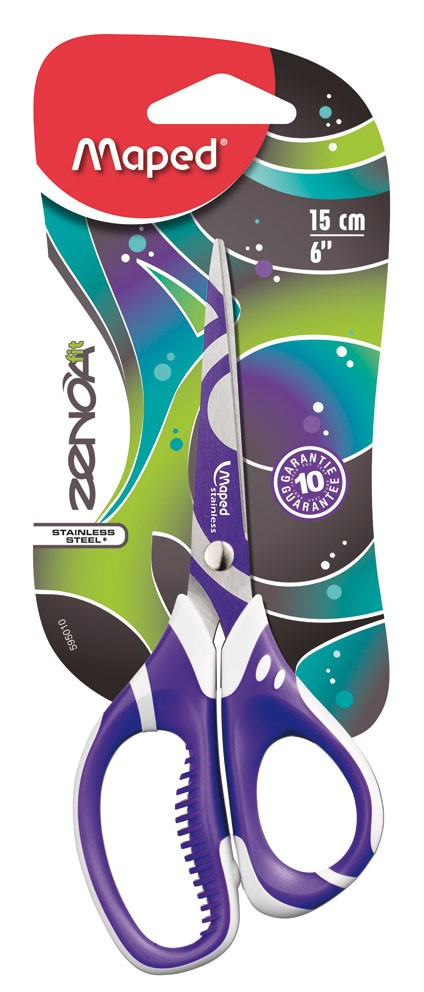 Maped®
15 cm
6"
ZENOA fit
STAINLESS
STEEL*
595010
Maped
stainless
GARANTIE
10
GUARANTEE